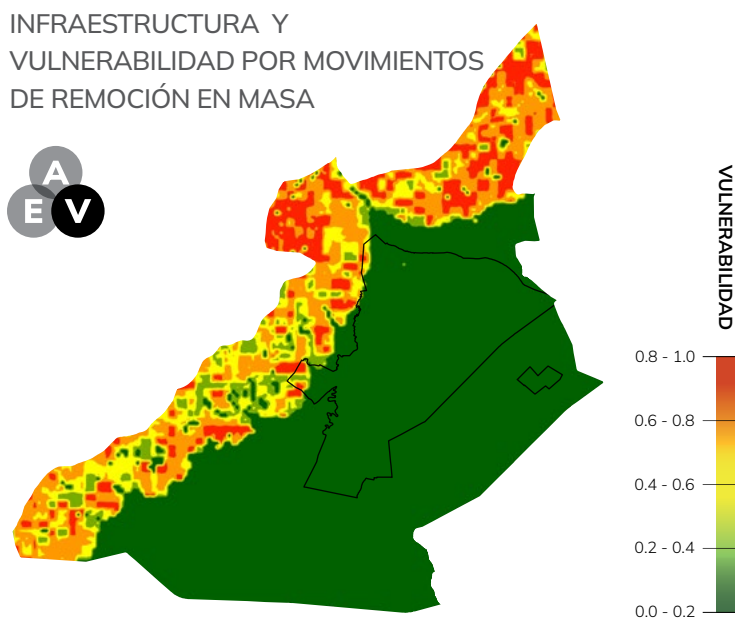 INFRAESTRUCTURA Y
VULNERABILIDAD POR MOVIMIENTOS
DE REMOCIÓN EN MASA
A
E V
VULNERABILIDAD
0.8 - 1.0
0.6 - 0.8
0.4 - 0.6
0.2 - 0.4
0.0 - 0.2